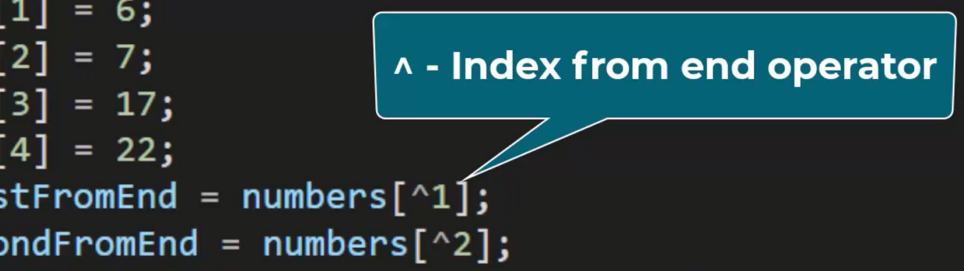 [1] = 6;
[2] = 7;
[3] = 17;
[4] = 22;
^ - Index from end operator
stFromEnd = numbers[^1];
ondFromEnd = numbers[^2];